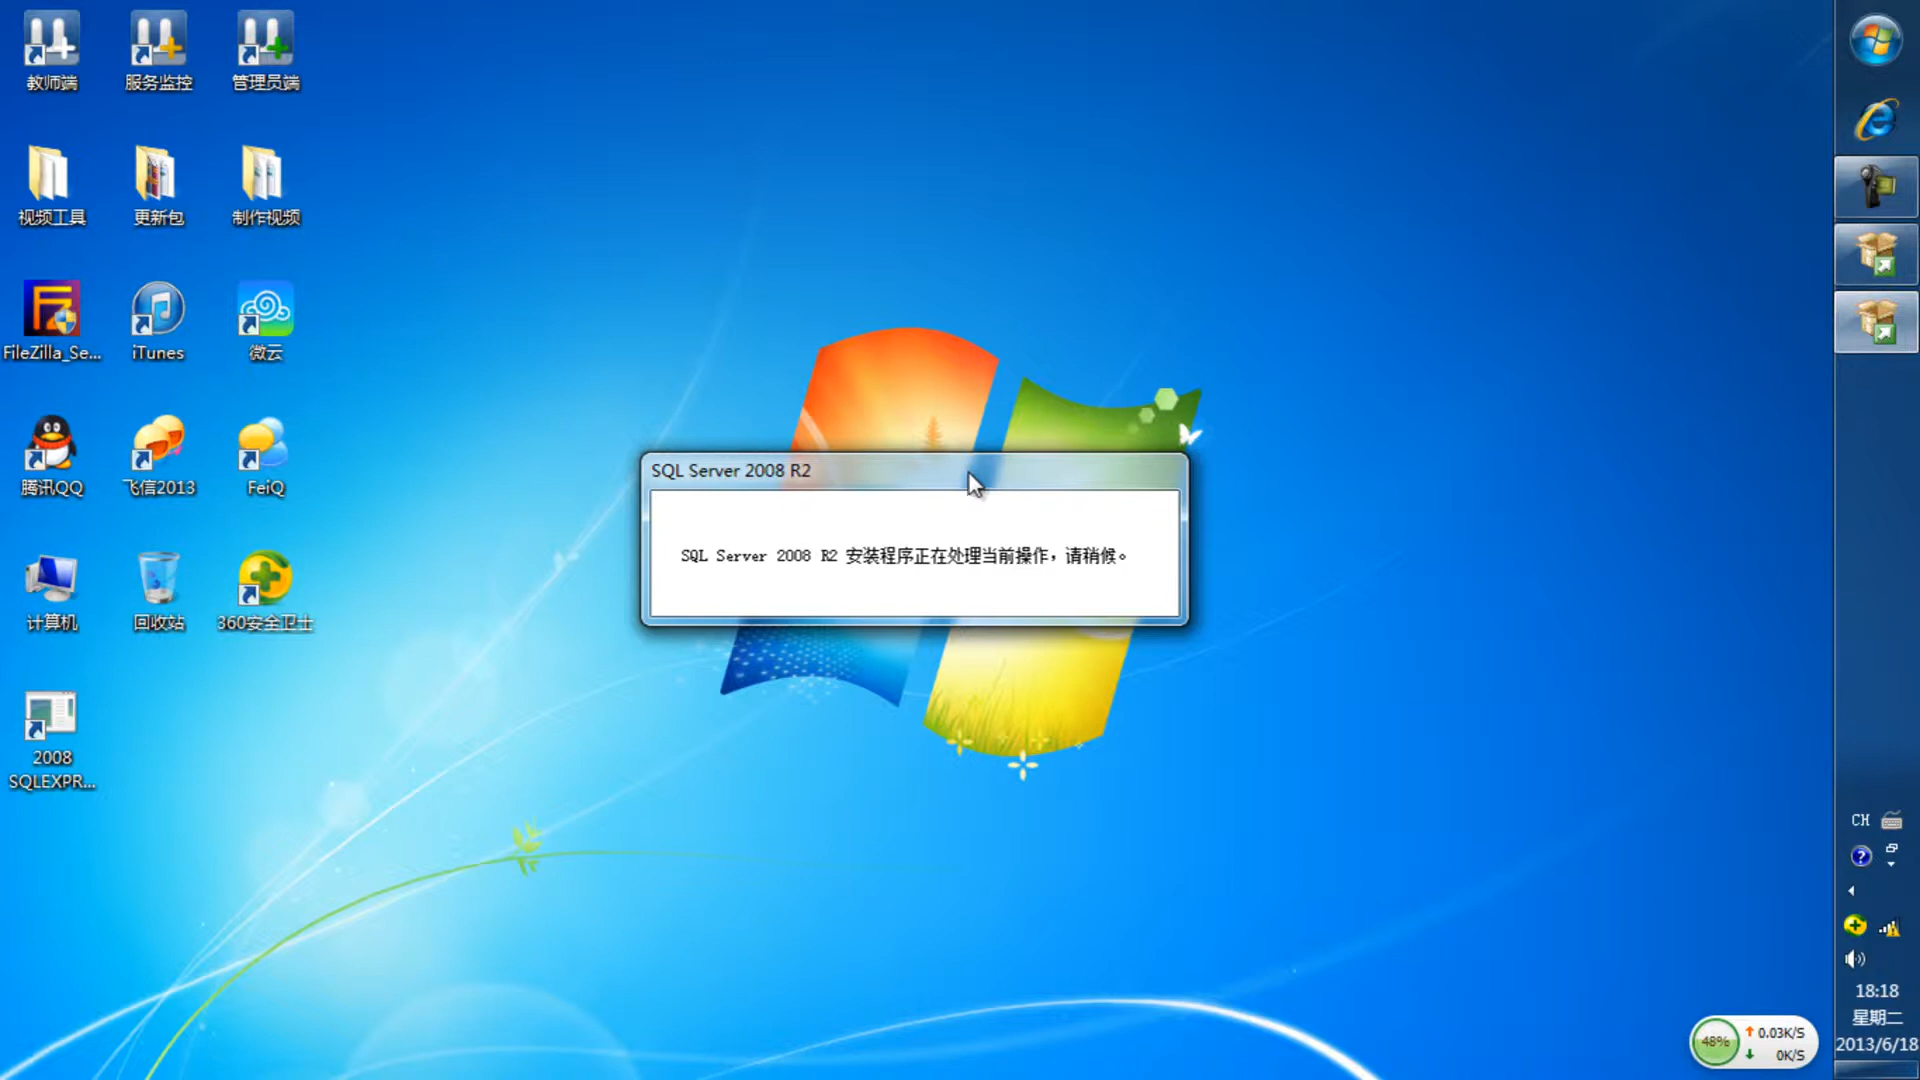 教师端
服务监控
管理员端
视频工具
更新包
制作视频
FileZilla_Se...
iTunes
微云
腾讯QQ
飞信2013
FeiQ
计算机
回收站
360安全卫士
2008
SQLEXPR...
SQL Server 2008 R2
SQL Server 2008 R2 安装程序正在处理当前操作，请稍候。
CH
18:18
星期二
2013/6/18
48%
0.03K/S
0K/S